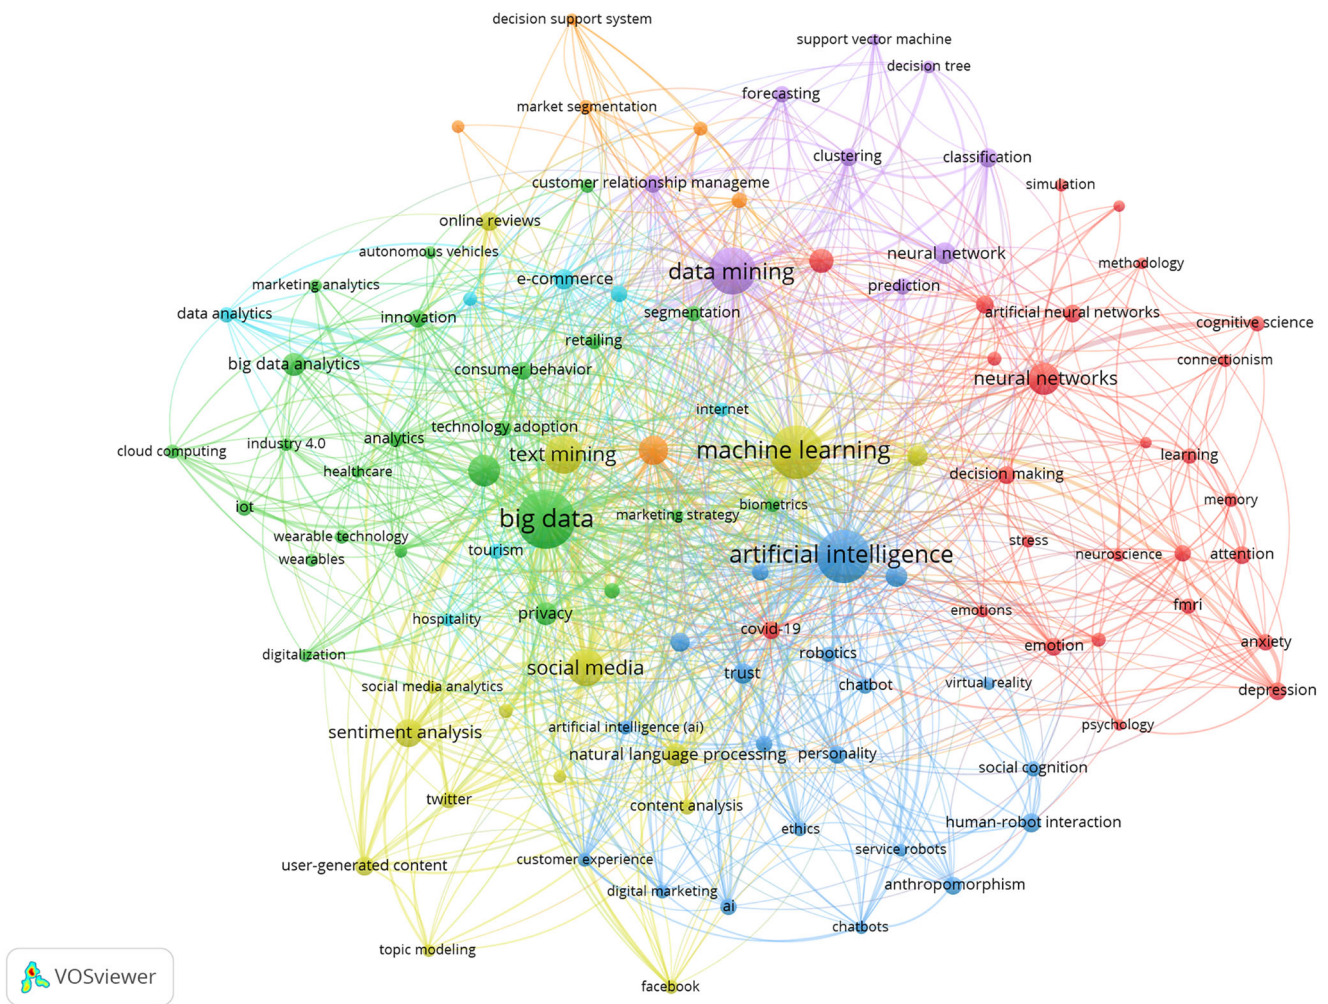 decision support system
support vector machine
decision tree
forecasting
market segmentation
clustering
classification
customer relationship manageme
simulation
online reviews
autonomous vehicles
neural network
methodology
data mining
e-commerce
marketing analytics
prediction
data analytics
innovation
segmentation
artificial neural networks
cognitive science
retailing
big data analytics
consumer behavior
connectionism
neural networks
internet
technology adoption
analytics
industry 4.0
cloud computing
text mining
machine learning
learning
healthcare
decision making
memory
iot
biometrics
marketing strategy
big data
wearable technology
stress
tourism
wearables
artificial intelligence
neuroscience
attention
fmri
emotions
privacy
hospitality
covid-19
anxiety
emotion
digitalization
robotics
social media
trust
social media analytics
chatbot
virtual reality
depression
psychology
artificial intelligence (ai)
sentiment analysis
natural language processing
personality
social cognition
twitter
content analysis
human-robot interaction
ethics
service robots
customer experience
user-generated content
anthropomorphism
digital marketing
ai
chatbots
topic modeling
VOSviewer
facebook